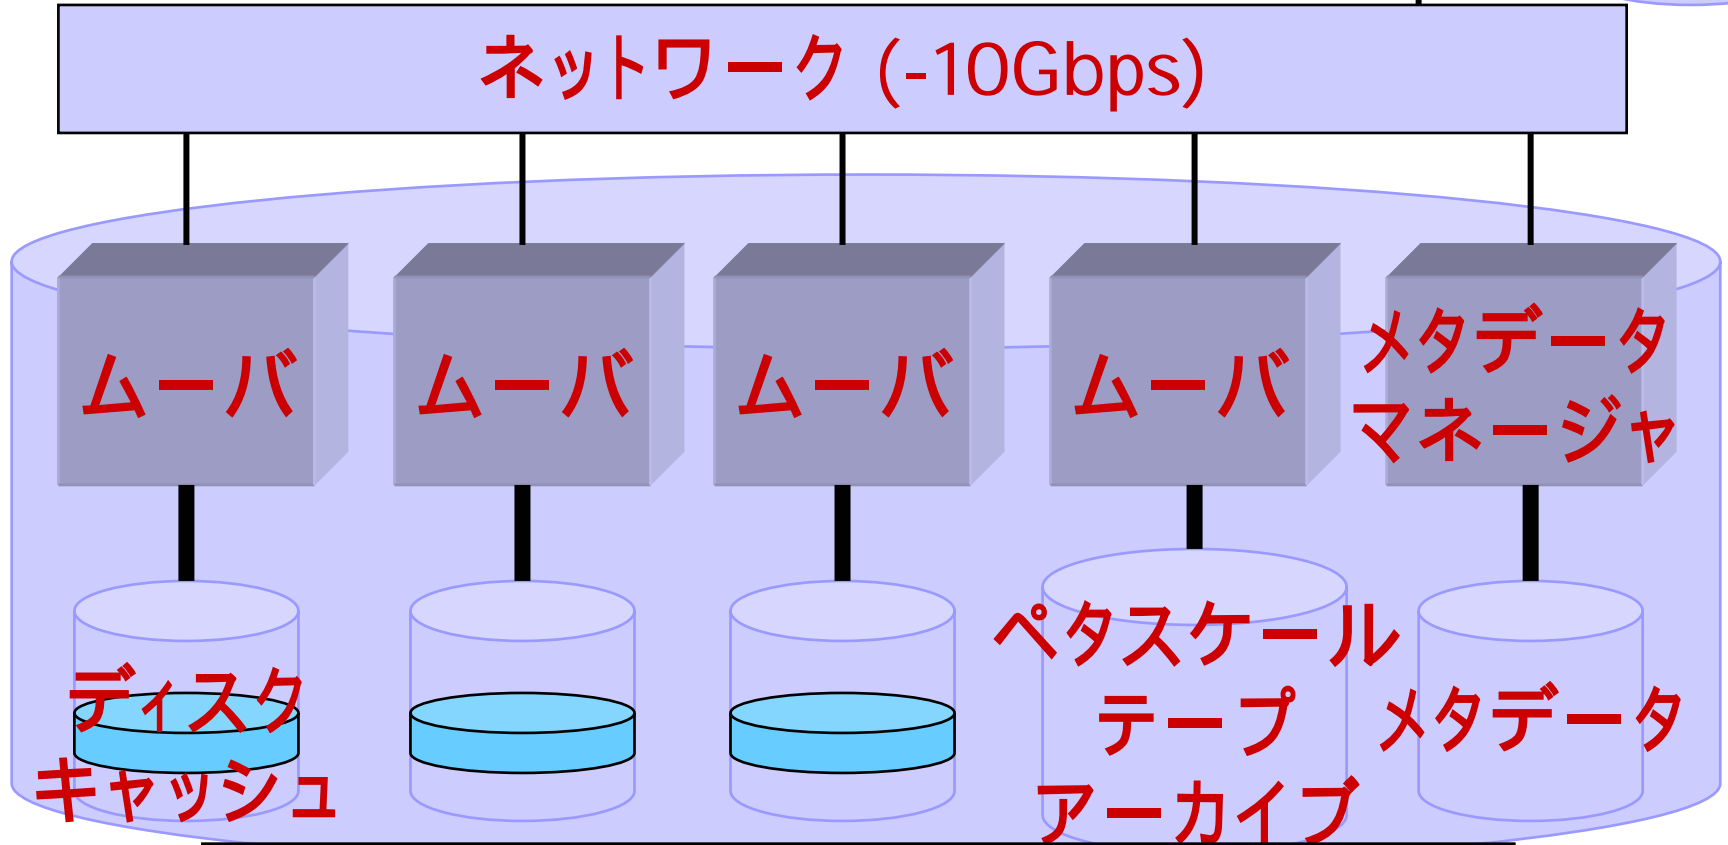 ネットワーク (-10Gbps)
ムーバ
ムーバ
ムーバ
ムーバ
メタデータ
マネージャ
ディスク
キャッシュ
ペタスケール
テープ
アーカイブ
メタデータ